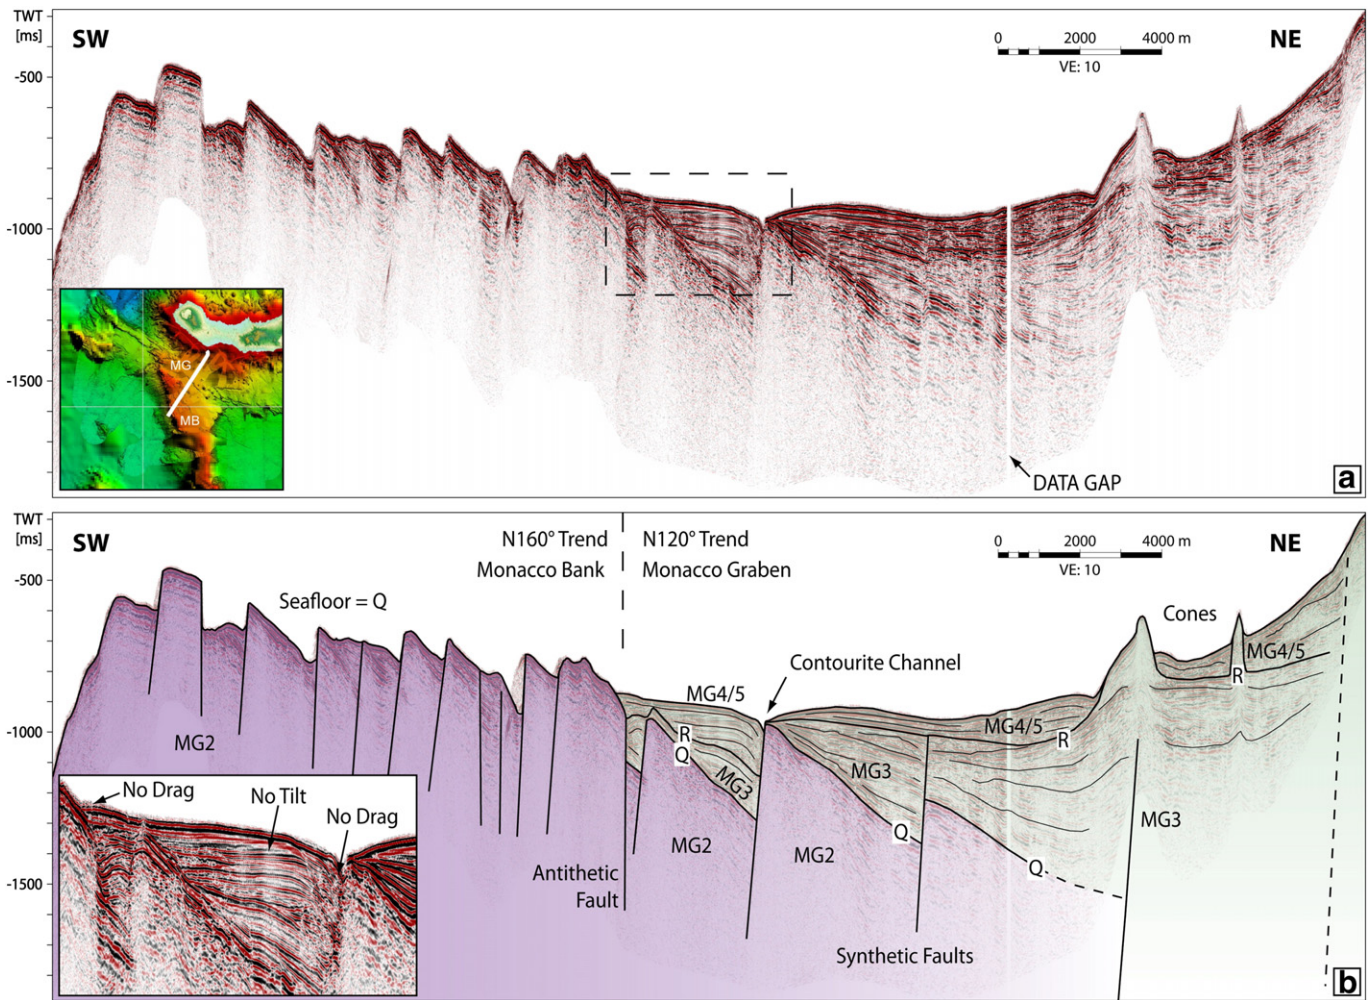 TWT
[ms]
SW
0 2000 4000 m
VE: 10
NE
-500
-1000
-1500
MG
MB
DATA GAP
a
TWT
[ms]
SW
N160° Trend
Monacco Bank
N120° Trend
Monacco Graben
0 2000 4000 m
VE: 10
NE
-500
Seafloor = Q
Cones
Contourite Channel
MG4/5
MG4/5
R
MG4/5
R
-1000
MG2
R
Q
MG3
MG3
No Drag
No Tilt
No Drag
MG2
MG2
Q
MG3
Q
-1500
Antithetic
Fault
Synthetic Faults
b